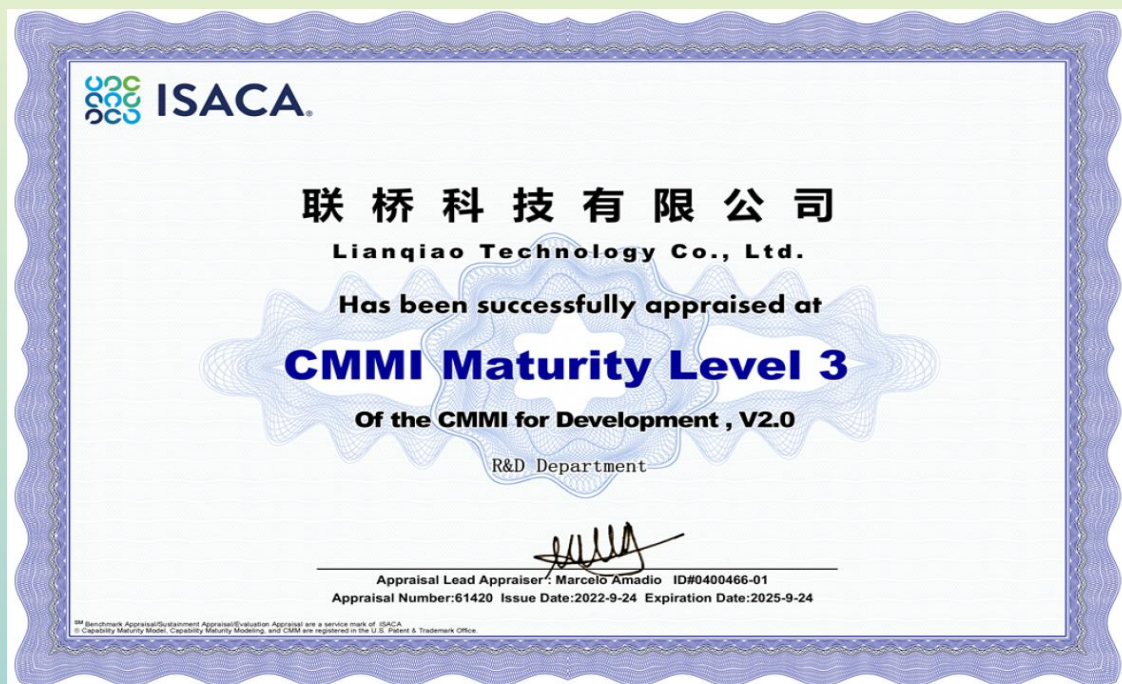 ISACA®
联桥科技有限公司
Lianqiao Technology Co., Ltd.
Has been successfully appraised at
CMMI Maturity Level 3
Of the CMMI for Development , V2.0
R&D Department
Appraisal Lead Appraiser : Marcelo Amadio ID#0400466-01
Appraisal Number:61420 Issue Date:2022-9-24 Expiration Date:2025-9-24
SM Benchmark Appraisal/Sustainment Appraisal/Evaluation Appraisal are a service mark of ISACA
® Capability Maturity Model, Capability Maturity Modeling, and CMM are registered in the U.S. Patent & Trademark Office.